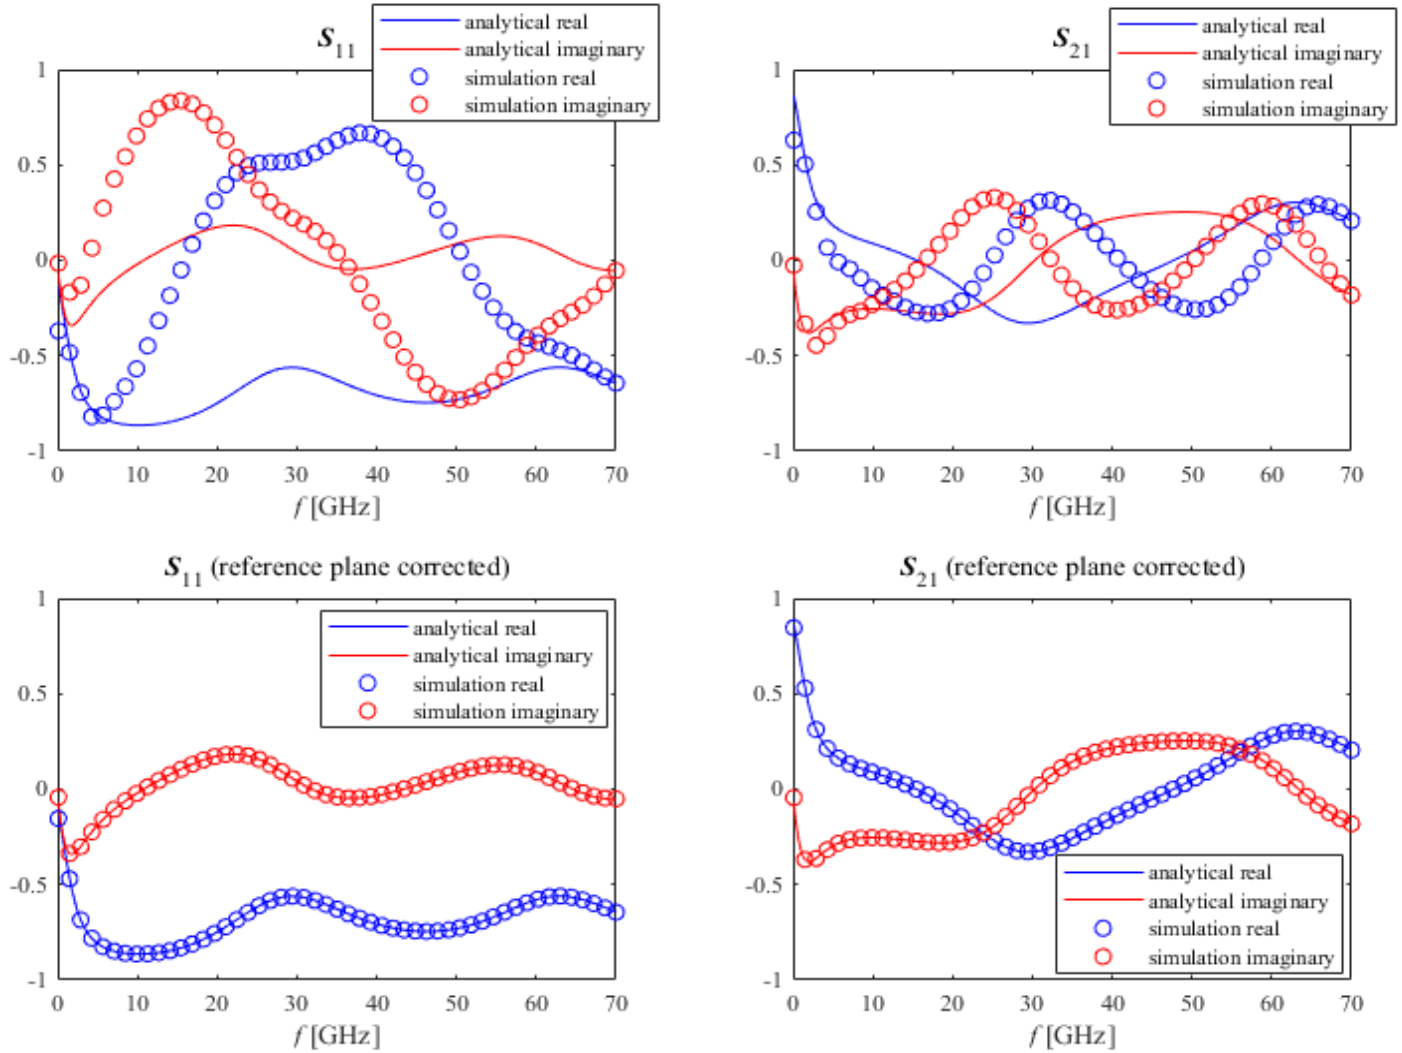 S11
analytical real
analytical imaginary
simulation real
simulation imaginary
1
0.5
0
-0.5
-1
0 10 20 30 40 50 60 70
f [GHz]
S21
analytical real
analytical imaginary
simulation real
simulation imaginary
1
0.5
0
-0.5
-1
0 10 20 30 40 50 60 70
f [GHz]
S11 (reference plane corrected)
analytical real
analytical imaginary
simulation real
simulation imaginary
1
0.5
0
-0.5
-1
0 10 20 30 40 50 60 70
f [GHz]
S21 (reference plane corrected)
1
0.5
0
-0.5
-1
analytical real
analytical imaginary
simulation real
simulation imaginary
0 10 20 30 40 50 60 70
f [GHz]